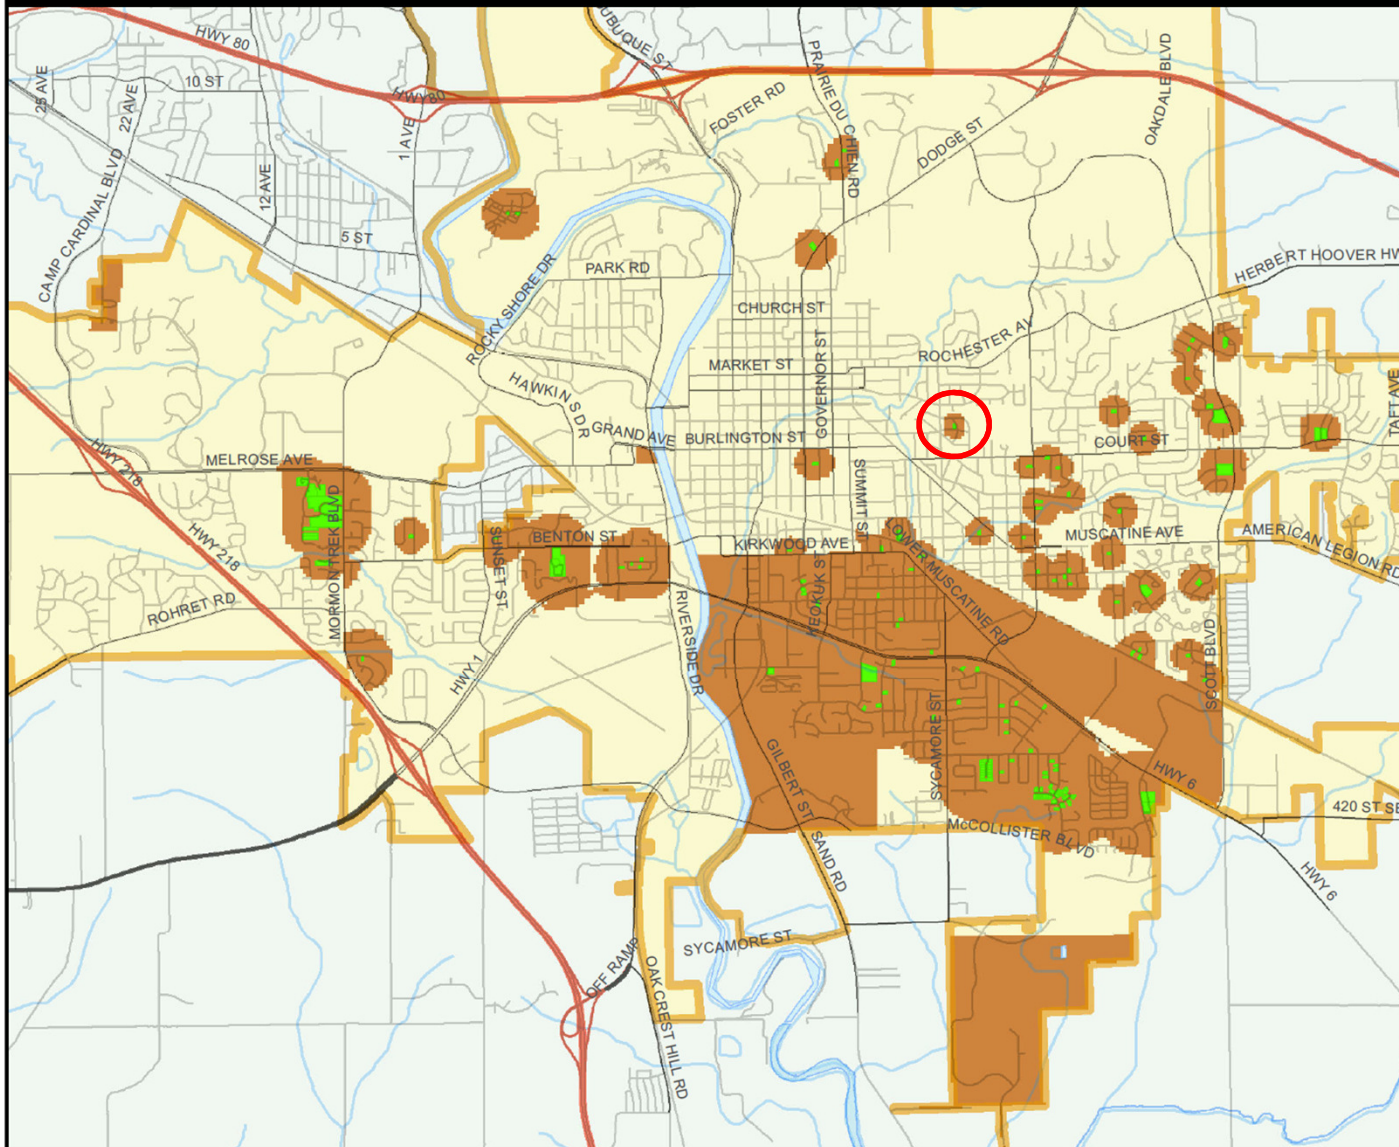 HWY 80
DUBUQUE ST
PRAIRIE DU CHIEN RD
OAKDALE BLVD
25 AVE
10 ST
22 AVE
HWY 80
1 AVE
FOSTER RD
DODGE ST
CAMP CARDINAL BLVD
12 AVE
5 ST
PARK RD
ROCKY SHORE DR
HERBERT HOOVER HW
CHURCH ST
GOVERNOR ST
ROCHESTER AV
MARKET ST
HAWKINS DR
TAFT AVE
GRAND AVE
BURLINGTON ST
COURT ST
MELROSE AVE
HWY 218
SUMMIT ST
MORMON TREK BLVD
HWY 218
SUNSET ST
BENTON ST
KIRKWOOD AVE
LOWER MUSCATINE RD
MUSCATINE AVE
AMERICAN LEGION RD
KEOKUK ST
ROHRET RD
RIVERSIDE DR
HWY 1
SCOTT BLVD
SYCAMORE ST
GILBERT ST
HWY 6
420 ST SE
McCOLLISTER BLVD
SAND RD
HWY 6
SYCAMORE ST
OFF RAMP
OAK CREST HILL RD